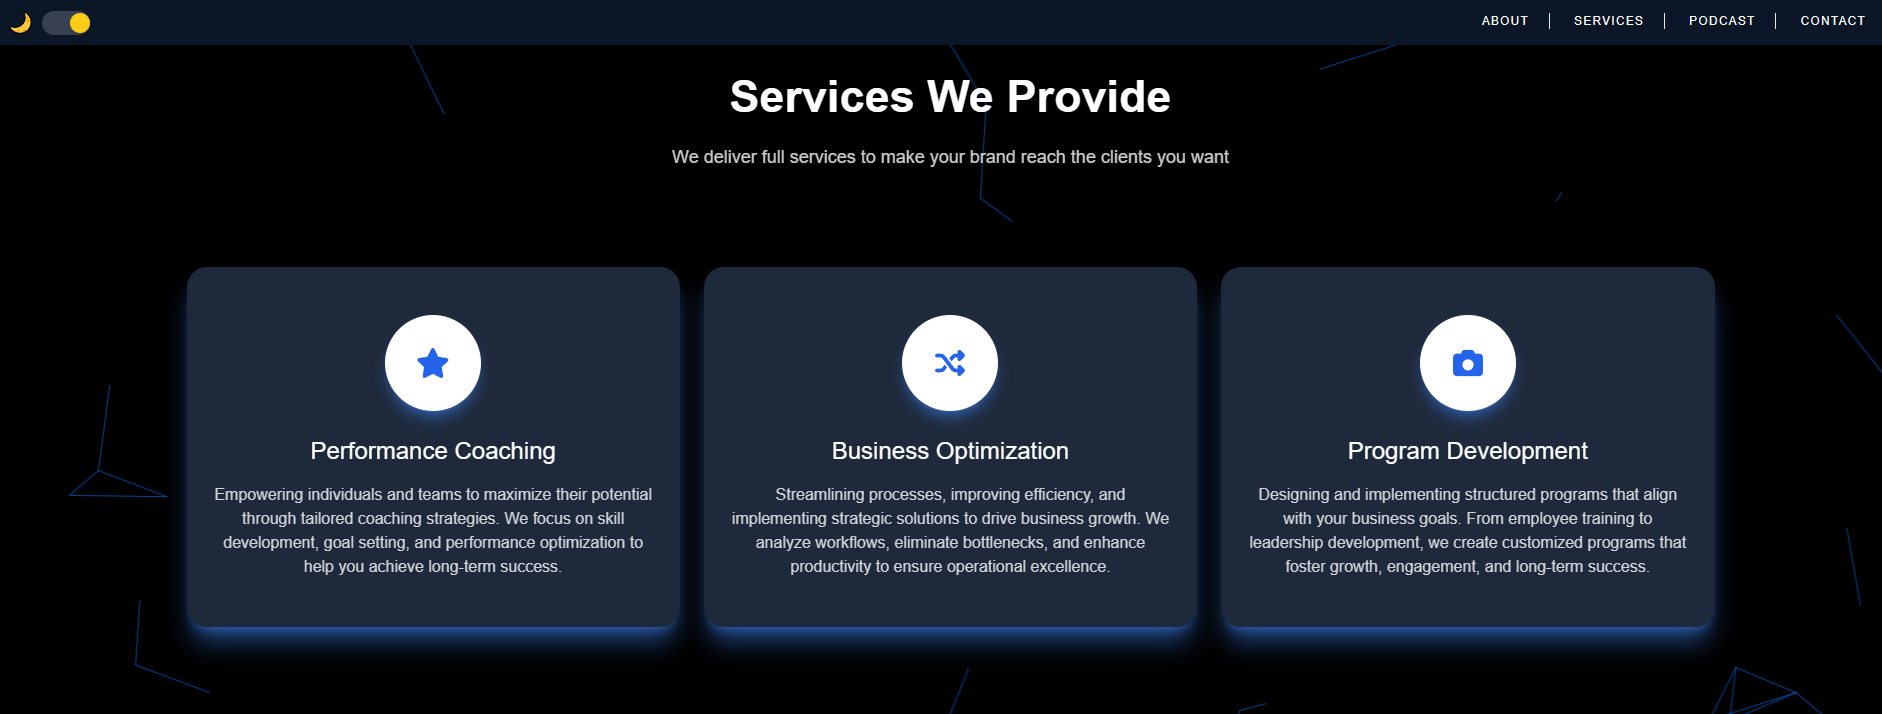 ABOUT
SERVICES
PODCAST
CONTACT
Services We Provide
We deliver full services to make your brand reach the clients you want
Performance Coaching
Empowering individuals and teams to maximize their potential
through tailored coaching strategies. We focus on skill
development, goal setting, and performance optimization to
help you achieve long-term success.
Business Optimization
Streamlining processes, improving efficiency, and
implementing strategic solutions to drive business growth. We
analyze workflows, eliminate bottlenecks, and enhance
productivity to ensure operational excellence.
Program Development
Designing and implementing structured programs that align
with your business goals. From employee training to
leadership development, we create customized programs that
foster growth, engagement, and long-term success.